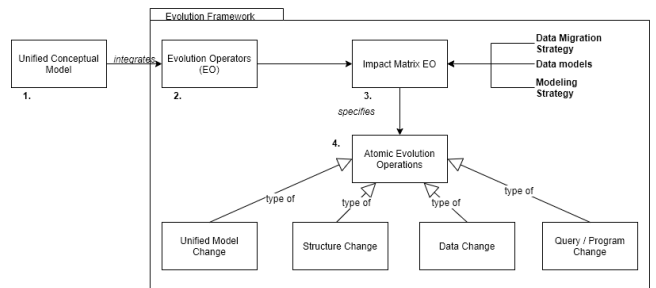 Evolution Framework
Unified Conceptual
Model
1.
integrates
Evolution Operators
(EO)
2.
Impact Matrix EO
3.
Data Migration
Strategy
Data models
Modeling
Strategy
specifies
4.
Atomic Evolution
Operations
type of
type of
type of
type of
Unified Model
Change
Structure Change
Data Change
Query / Program
Change